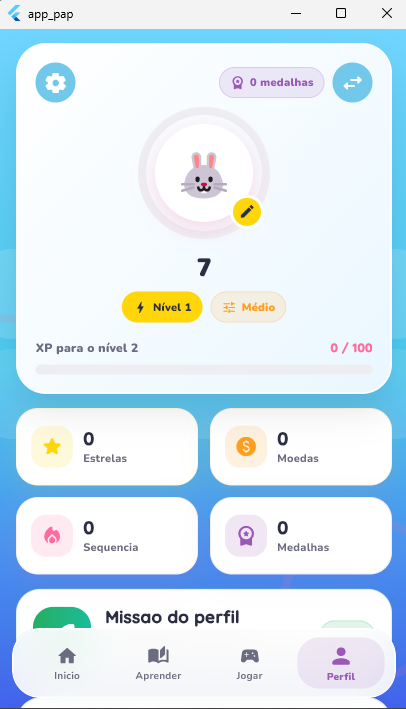 app_pap
0 medalhas
7
Nível 1
Médio
XP para o nível 2
0 / 100
0
Estrelas
0
Moedas
0
Sequencia
0
Medalhas
Missao do perfil
Início
Aprender
Jogar
Perfil